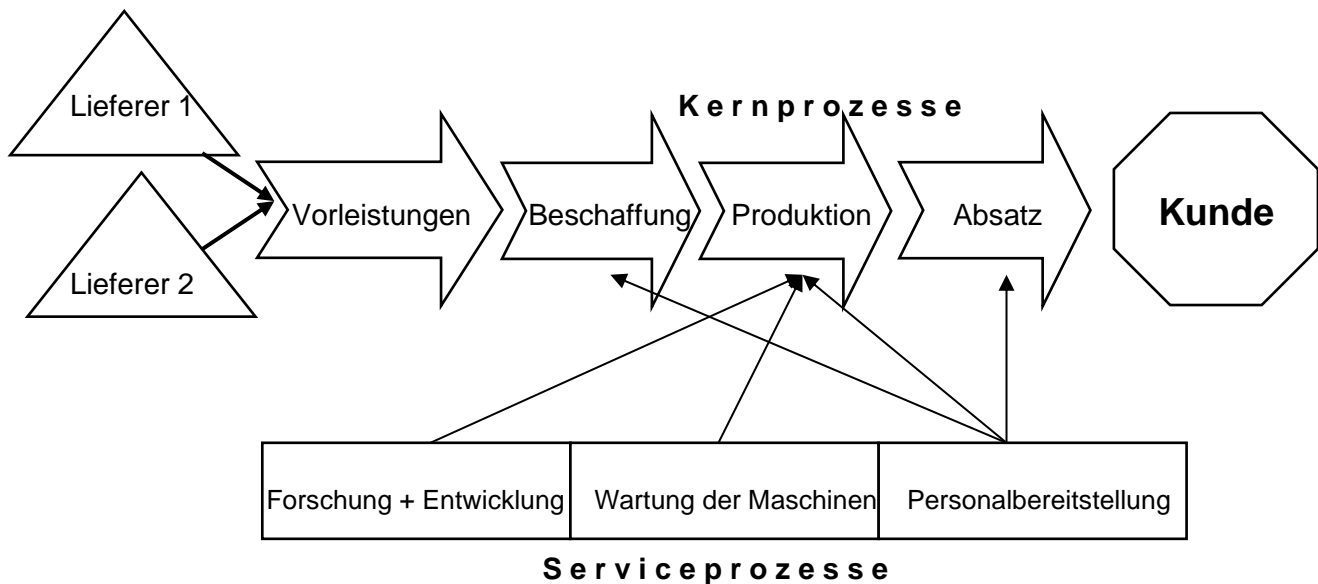 Lieferer 1
Kernprozesse
Vorleistungen
Beschaffung
Produktion
Absatz
Kunde
Lieferer 2
Forschung + Entwicklung
Wartung der Maschinen
Personalbereitstellung
Serviceprozesse